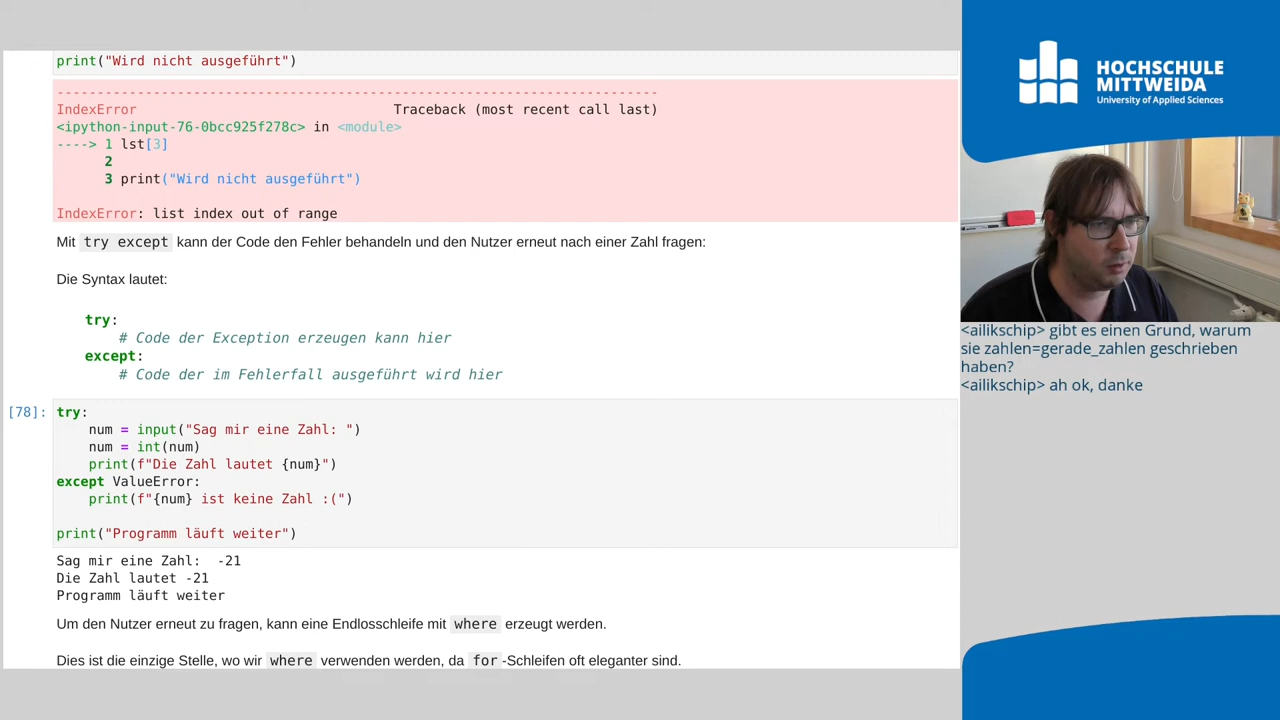 print("Wird nicht ausgeführt")
---------------------------------------------------------------------------
IndexError                                Traceback (most recent call last)
<ipython-input-76-0bcc925f278c> in <module>
----> 1 lst[3]
      2
      3 print("Wird nicht ausgeführt")
IndexError: list index out of range
Mit try except kann der Code den Fehler behandeln und den Nutzer erneut nach einer Zahl fragen:
Die Syntax lautet:
try:
    # Code der Exception erzeugen kann hier
except:
    # Code der im Fehlerfall ausgeführt wird hier
[78]: try:
    num = input("Sag mir eine Zahl: ")
    num = int(num)
    print(f"Die Zahl lautet {num}")
except ValueError:
    print(f"{num} ist keine Zahl :(")
print("Programm läuft weiter")
Sag mir eine Zahl:  -21
Die Zahl lautet -21
Programm läuft weiter
Um den Nutzer erneut zu fragen, kann eine Endlosschleife mit where erzeugt werden.
Dies ist die einzige Stelle, wo wir where verwenden werden, da for-Schleifen oft eleganter sind.
HOCHSCHULE
MITTWEIDA
University of Applied Sciences
<ailikschip> gibt es einen Grund, warum
sie zahlen=gerade_zahlen geschrieben
haben?
<ailikschip> ah ok, danke